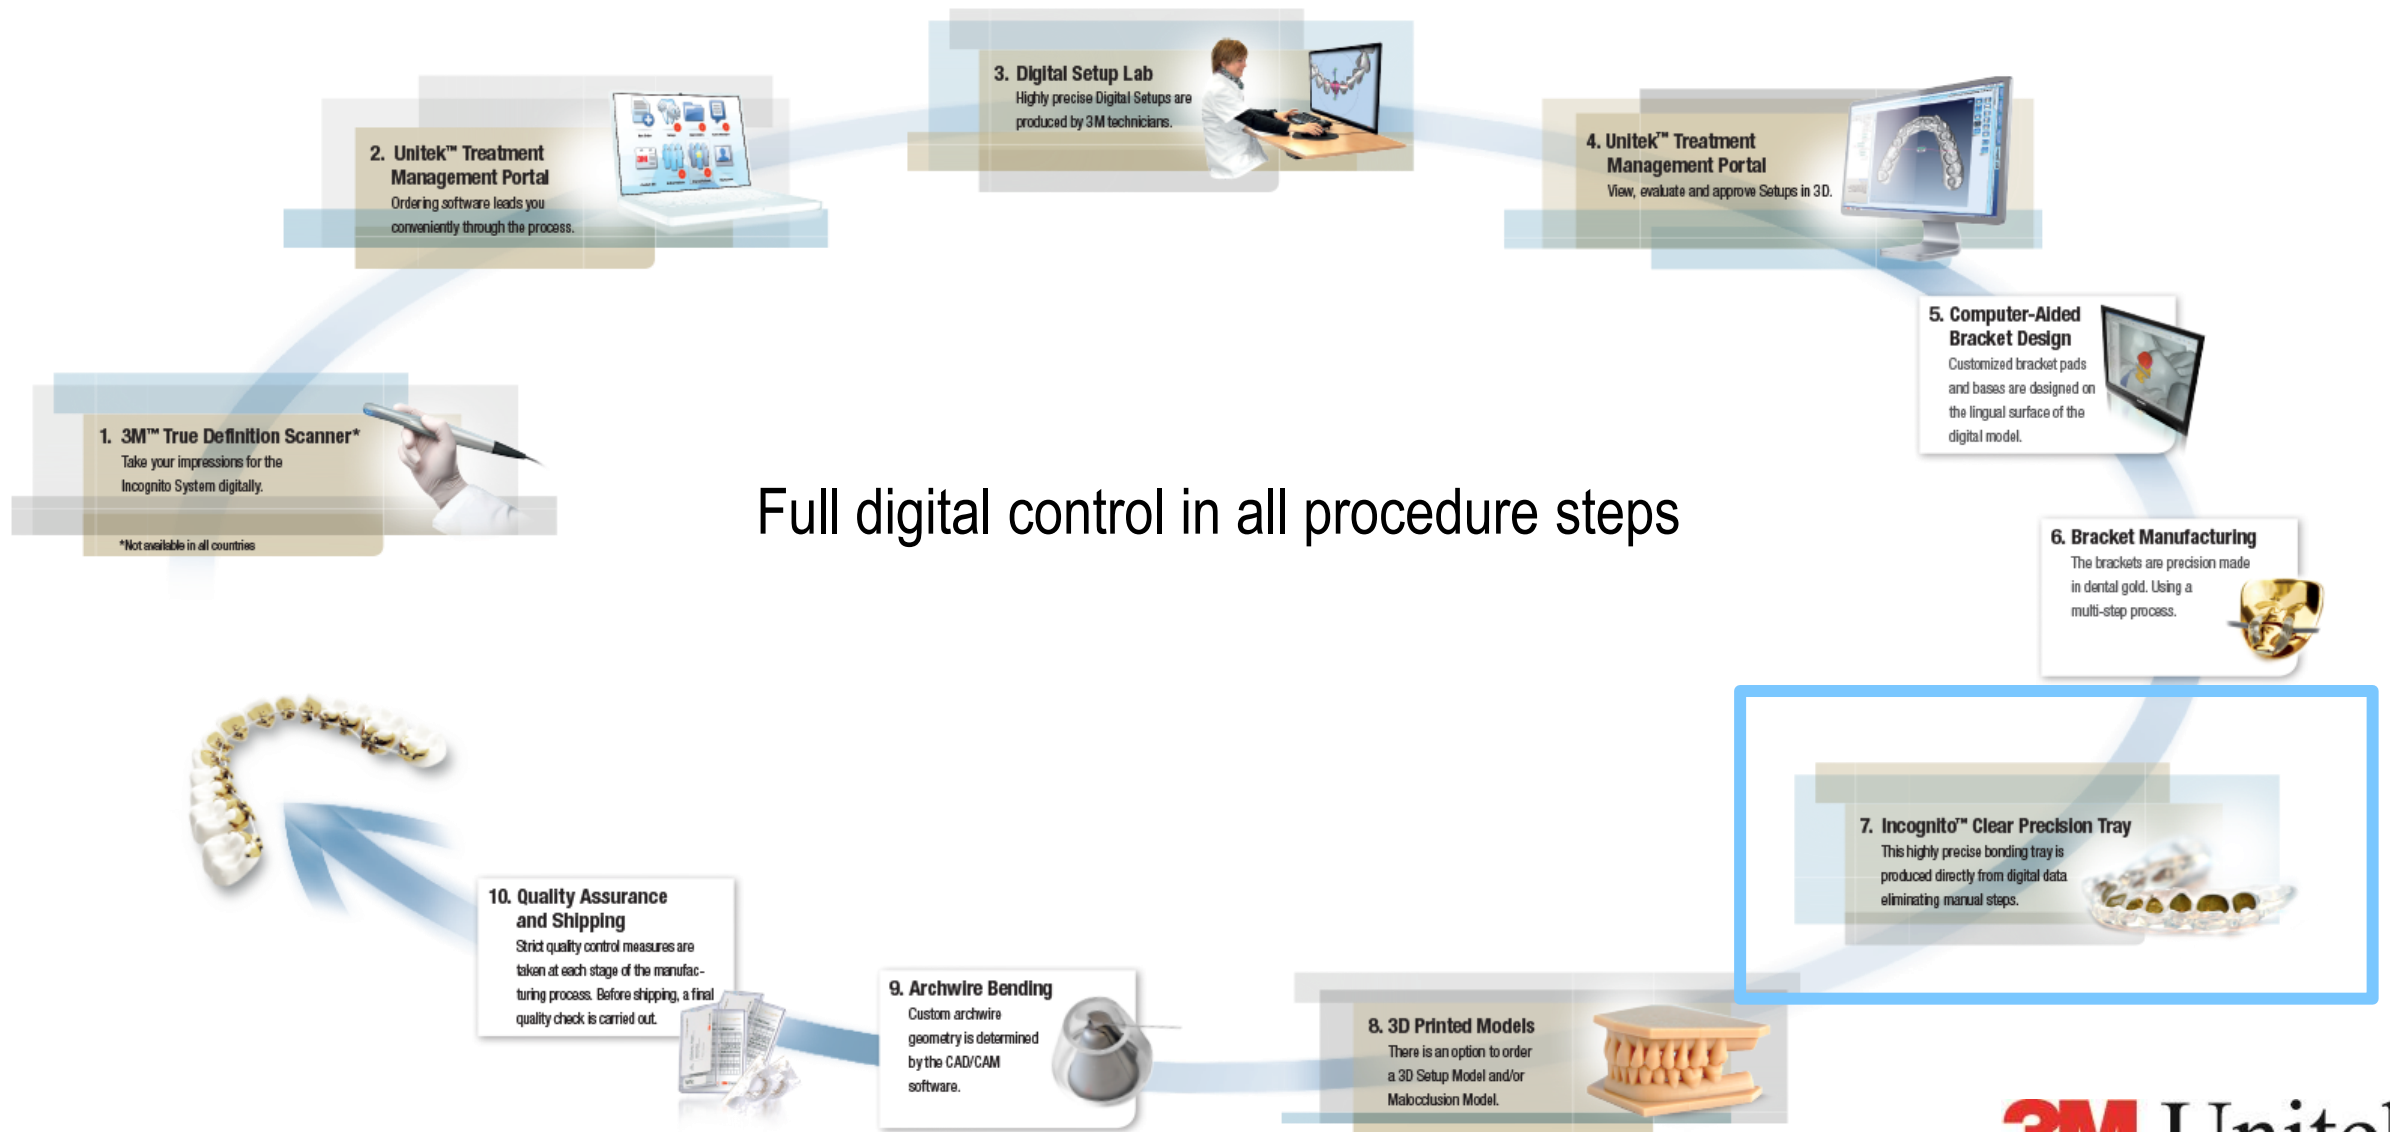 1. 3M™ True Definition Scanner*
Take your impressions for the
Incognito System digitally.
*Not available in all countries
2. Unitek™ Treatment
Management Portal
Ordering software leads you
conveniently through the process.
3. Digital Setup Lab
Highly precise Digital Setups are
produced by 3M technicians.
4. Unitek™ Treatment
Management Portal
View, evaluate and approve Setups in 3D.
5. Computer-Aided
Bracket Design
Customized bracket pads
and bases are designed on
the lingual surface of the
digital model.
Full digital control in all procedure steps
6. Bracket Manufacturing
The brackets are precision made
in dental gold. Using a
multi-step process.
7. Incognito™ Clear Precision Tray
This highly precise bonding tray is
produced directly from digital data
eliminating manual steps.
8. 3D Printed Models
There is an option to order
a 3D Setup Model and/or
Malocclusion Model.
9. Archwire Bending
Custom archwire
geometry is determined
by the CAD/CAM
software.
10. Quality Assurance
and Shipping
Strict quality control measures are
taken at each stage of the manufac-
turing process. Before shipping, a final
quality check is carried out.
3M Unitek